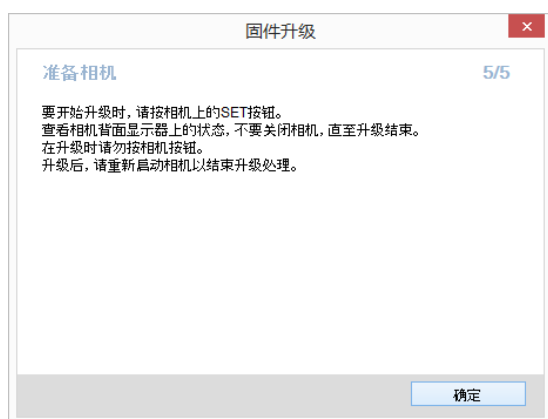 固件升级
准备相机 5/5
要开始升级时，请按相机上的SET按钮。
查看相机背面显示器上的状态，不要关闭相机，直至升级结束。
在升级时请勿按相机按钮。
升级后，请重新启动相机以结束升级处理。
确定